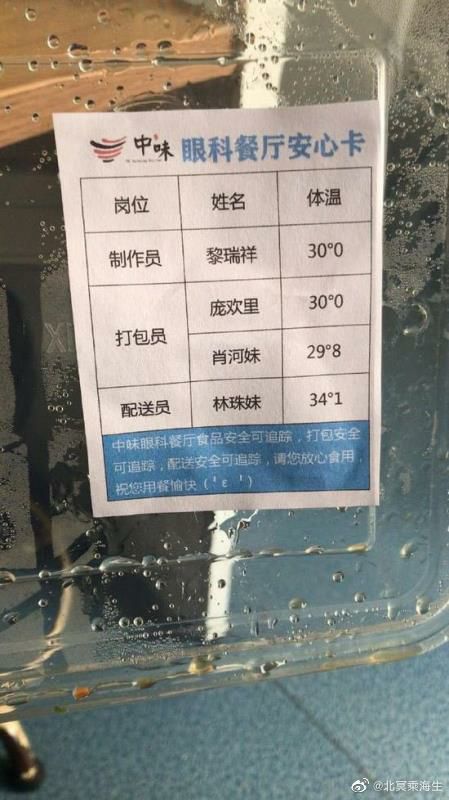 中味 眼科餐厅安心卡
岗位 姓名 体温
制作员 黎瑞祥 30°0
打包员 庞欢里 30°0
肖河妹 29°8
配送员 林珠妹 34°1
中味眼科餐厅食品安全可追踪，打包安全
可追踪，配送安全可追踪，请您放心食用，
祝您用餐愉快（'ε'）
@北冥乘海生